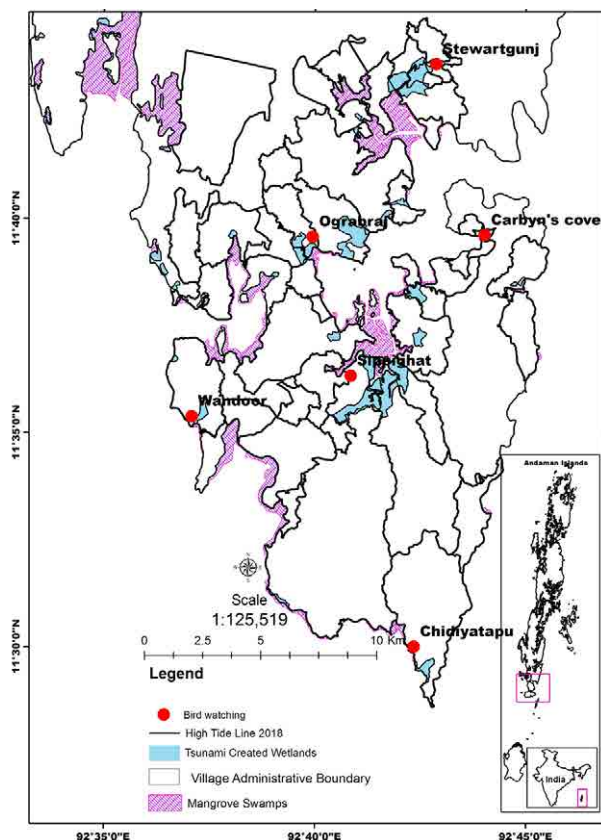 Stewartgunj
Carbyn's cove
Ograbraj
Sippighat
Wandoor
Chidiyatapu
11°40'0"N
11°35'0"N
11°30'0"N
Scale
1:125,519
0 2.5 5 10 Km
Legend
Bird watching
High Tide Line 2018
Tsunami Created Wetlands
Village Administrative Boundary
Mangrove Swamps
Andaman Islands
India
92°35'0"E 92°40'0"E 92°45'0"E